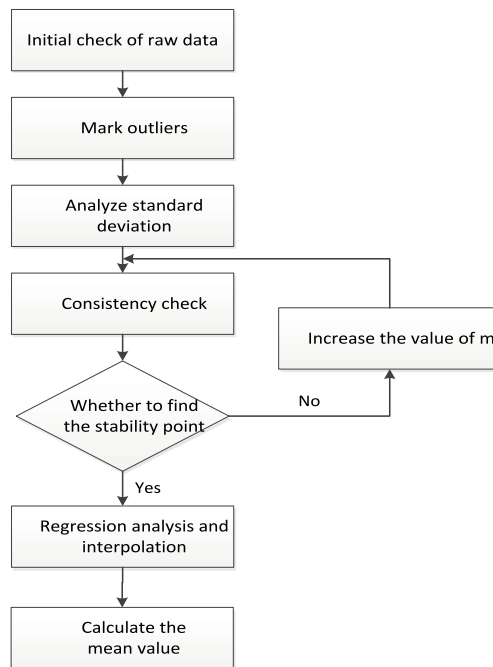 Initial check of raw data
Mark outliers
Analyze standard
deviation
Consistency check
Increase the value of m
Whether to find
the stability point
No
Yes
Regression analysis and
interpolation
Calculate the
mean value